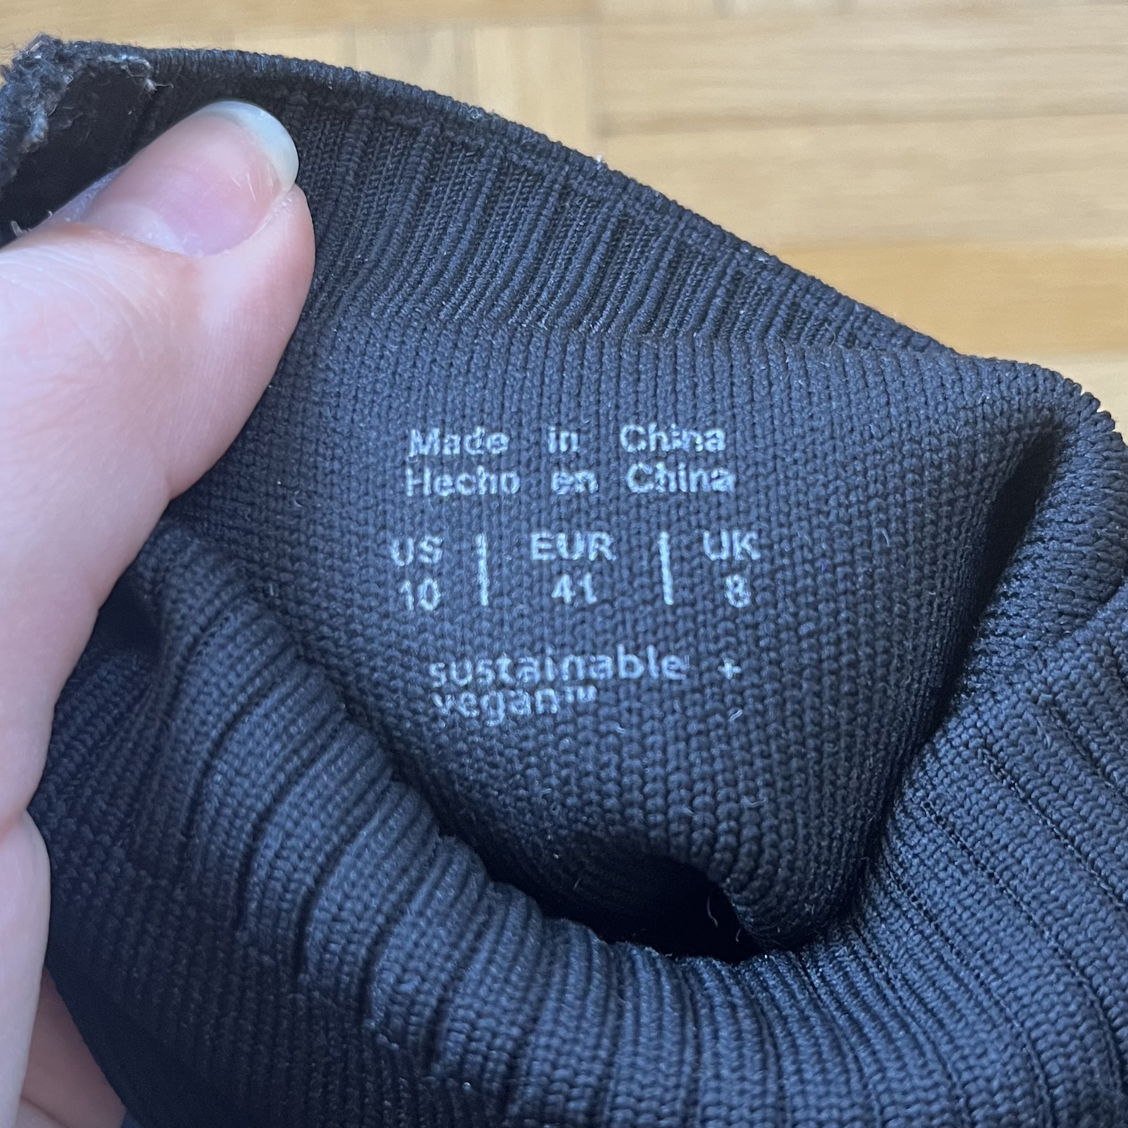 Made in China
Hecho en China
US | EUR | UK
10 | 41 | 8
sustainable +
vegan™